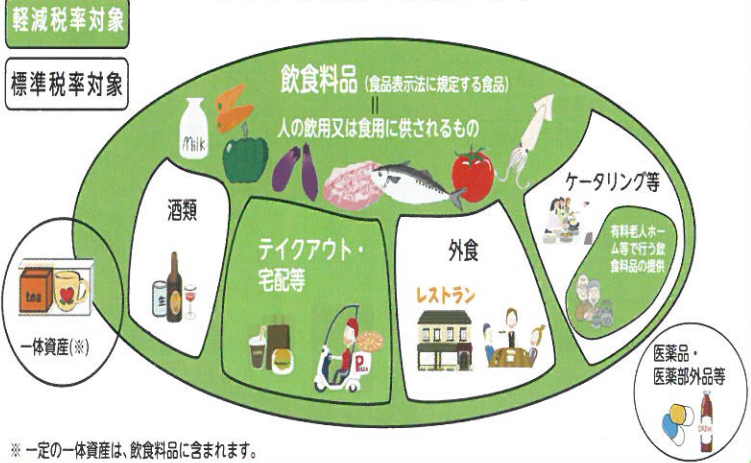 軽減税率対象
標準税率対象
飲食料品(食品表示法に規定する食品)
=
人の飲用又は食用に供されるもの
Milk
酒類
生
テイクアウト・
宅配等
PIZZA
外食
レストラン
ケータリング等
有料老人ホー
ム等で行う飲
食料品の提供
tea
一体資産(※)
医薬品・
医薬部外品等
DRINK
※ 一定の一体資産は、飲食料品に含まれます。